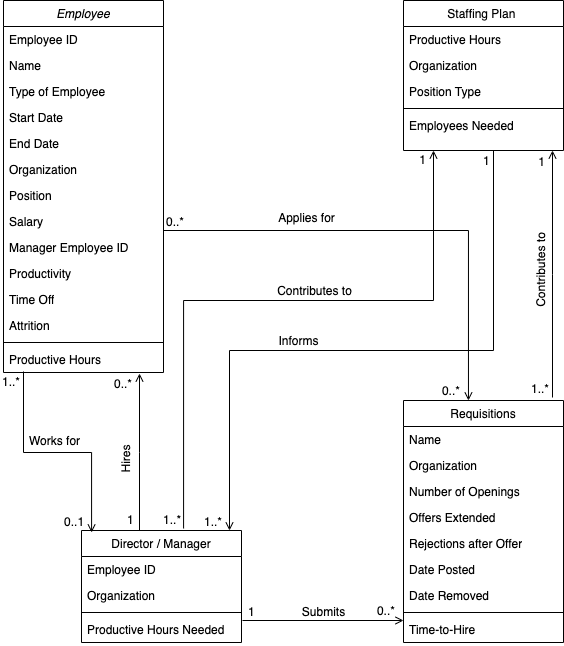 Employee
Employee ID
Name
Type of Employee
Start Date
End Date
Organization
Position
Salary
Manager Employee ID
Productivity
Time Off
Attrition
Productive Hours
Staffing Plan
Productive Hours
Organization
Position Type
Employees Needed
1
1
1
0..*
Applies for
Contributes to
Contributes to
Informs
1..*
0..*
0..*
1..*
Works for
Hires
0..1
1
1..*
1..*
Requisitions
Name
Organization
Number of Openings
Offers Extended
Rejections after Offer
Date Posted
Date Removed
Time-to-Hire
Director / Manager
Employee ID
Organization
Productive Hours Needed
1
Submits
0..*